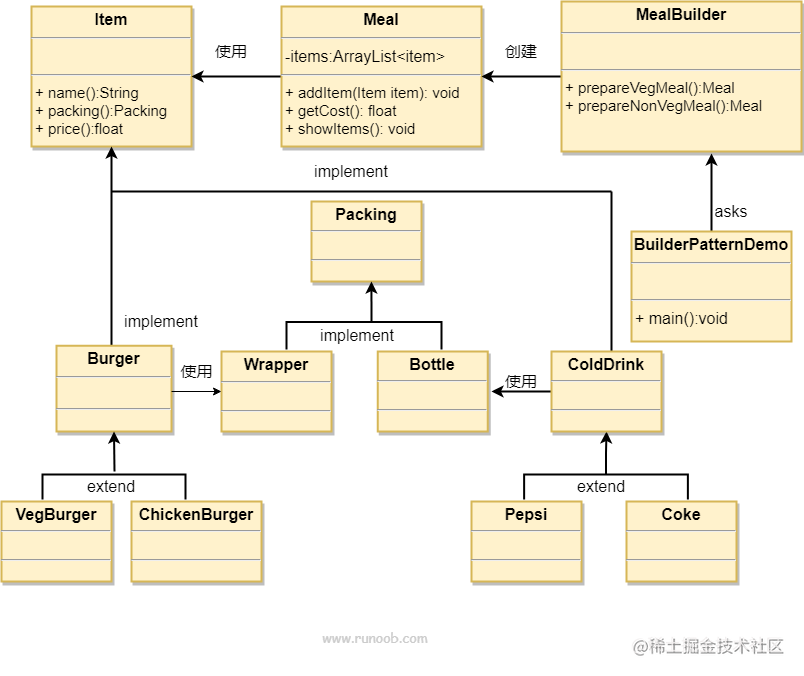 Item
Meal
MealBuilder
使用
-items:ArrayList<item>
创建
+ name():String
+ packing():Packing
+ price():float
+ addItem(Item item): void
+ getCost(): float
+ showItems(): void
+ prepareVegMeal():Meal
+ prepareNonVegMeal():Meal
implement
asks
Packing
BuilderPatternDemo
+ main():void
implement
implement
Burger
使用
Wrapper
Bottle
使用
ColdDrink
extend
extend
VegBurger
ChickenBurger
Pepsi
Coke
www.runoob.com
@稀土掘金技术社区